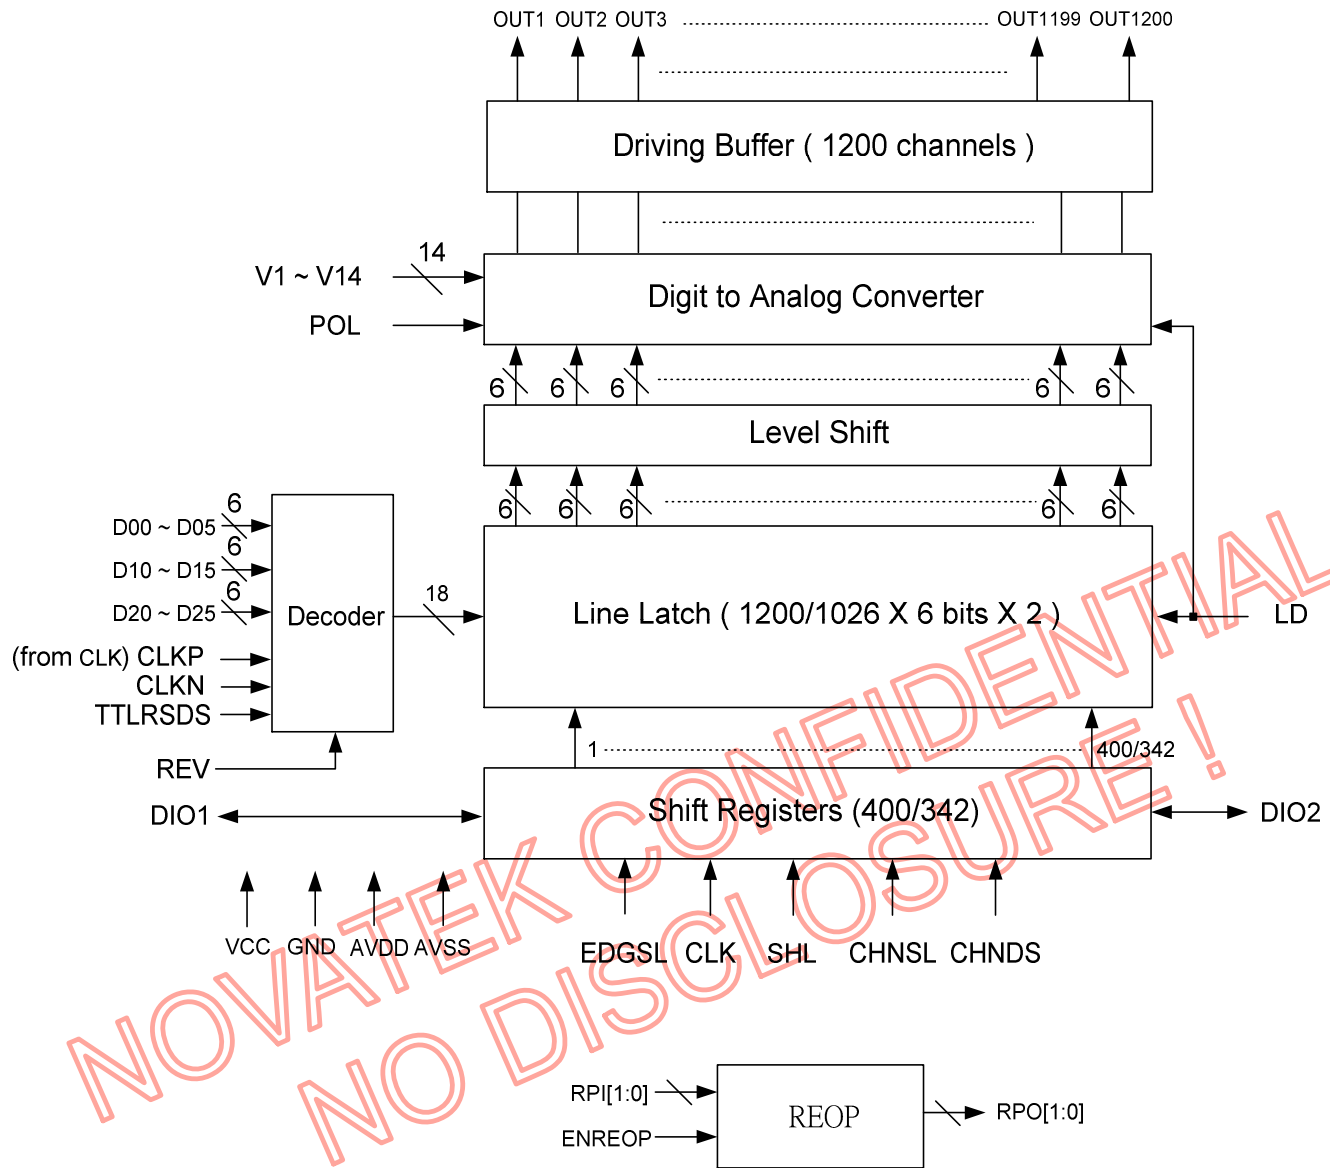 OUT1 OUT2 OUT3 OUT1199 OUT1200
Driving Buffer ( 1200 channels )
V1 ~ V14
14
POL
Digit to Analog Converter
6 6 6 6 6
Level Shift
6 6 6 6 6
D00 ~ D05
6
D10 ~ D15
6
D20 ~ D25
6
(from CLK) CLKP
CLKN
TTLRSDS
Decoder
18
Line Latch ( 1200/1026 X 6 bits X 2 )
LD
REV
1 400/342
DIO1
Shift Registers (400/342)
DIO2
VCC GND AVDD AVSS
EDGSL CLK SHL CHNSL CHNDS
RPI[1:0]
ENREOP
REOP
RPO[1:0]
NOVATEK CONFIDENTIAL
NO DISCLOSURE !